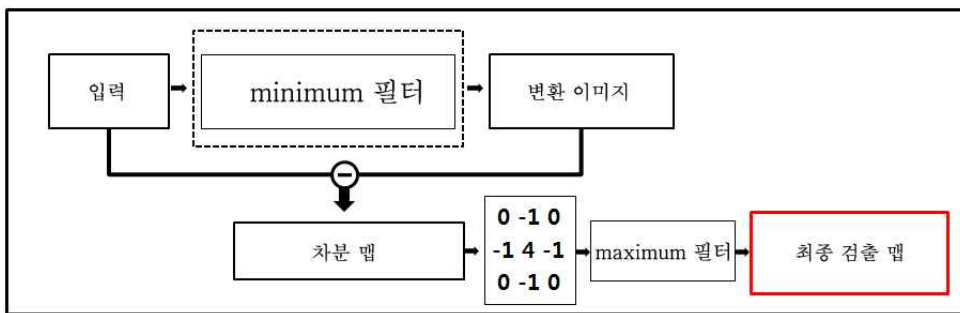 입력
minimum 필터
변환 이미지
차분 맵
0 -1 0
-1 4 -1
0 -1 0
maximum 필터
최종 검출 맵